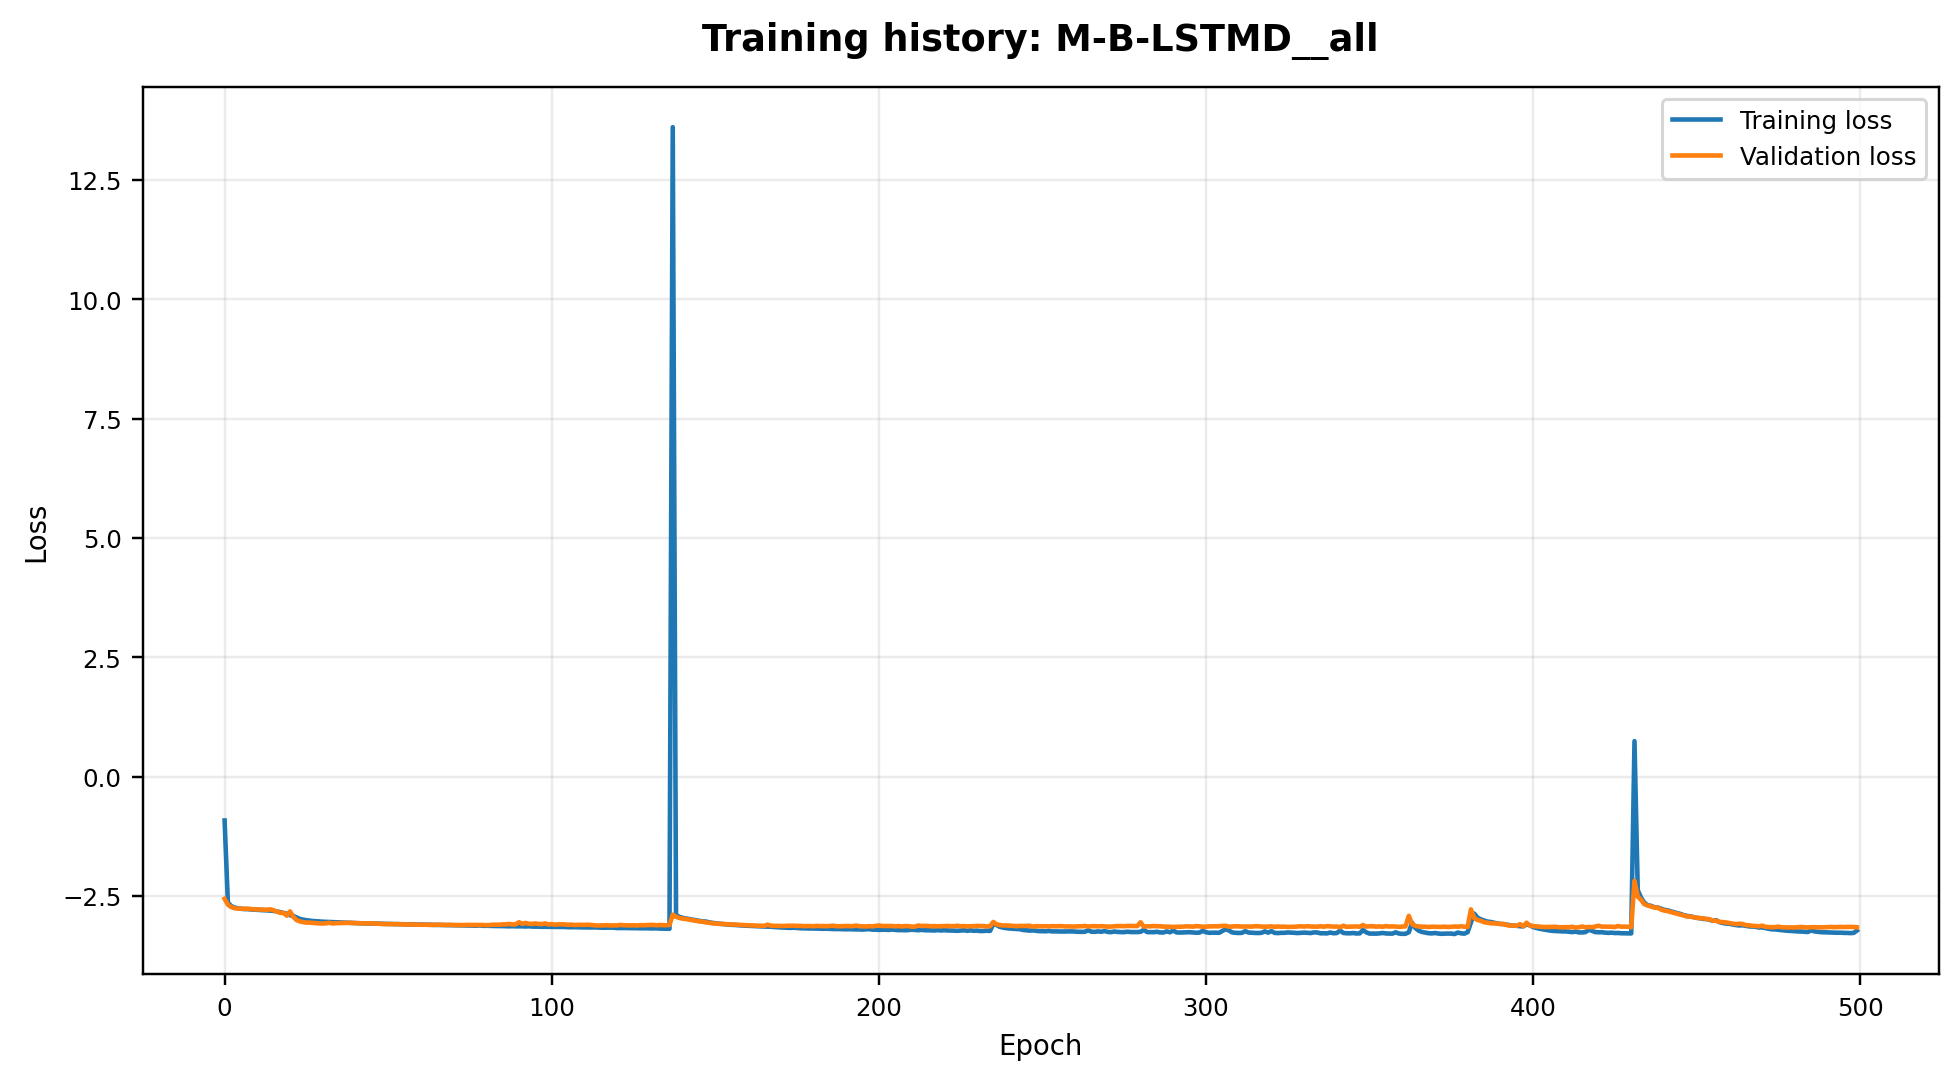 Training history: M-B-LSTMD__all
Training loss
Validation loss
12.5
10.0
7.5
5.0
2.5
0.0
−2.5
Loss
0 100 200 300 400 500
Epoch